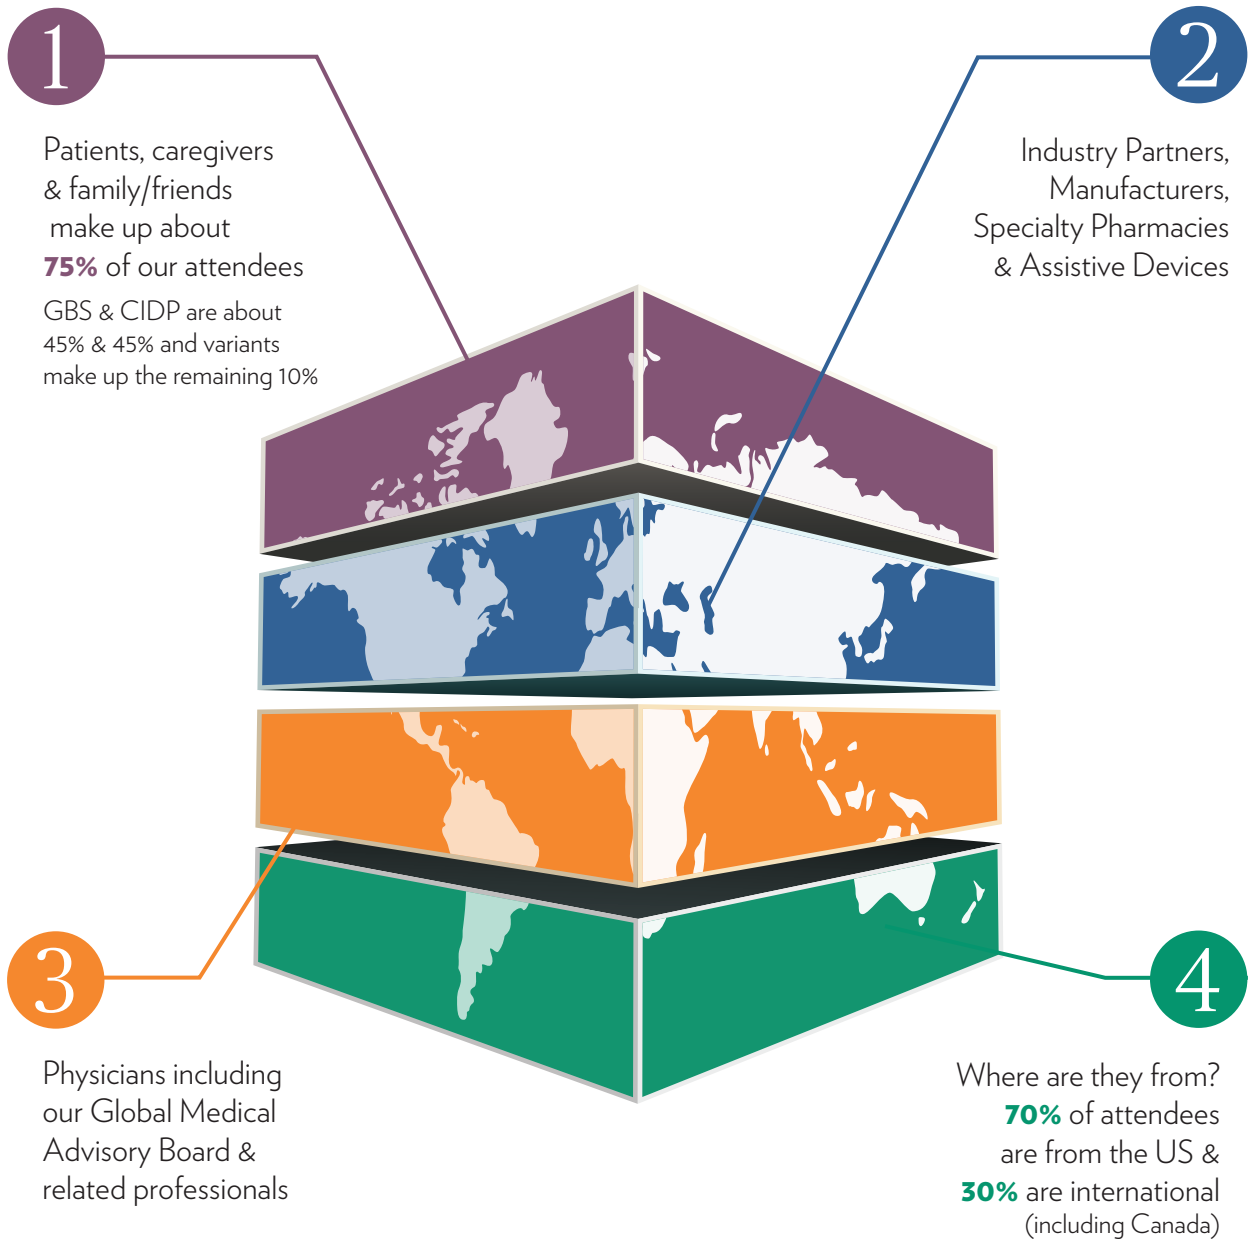 1
Patients, caregivers
& family/friends
make up about
75% of our attendees
GBS & CIDP are about
45% & 45% and variants
make up the remaining 10%
2
Industry Partners,
Manufacturers,
Specialty Pharmacies
& Assistive Devices
3
Physicians including
our Global Medical
Advisory Board &
related professionals
4
Where are they from?
70% of attendees
are from the US &
30% are international
(including Canada)